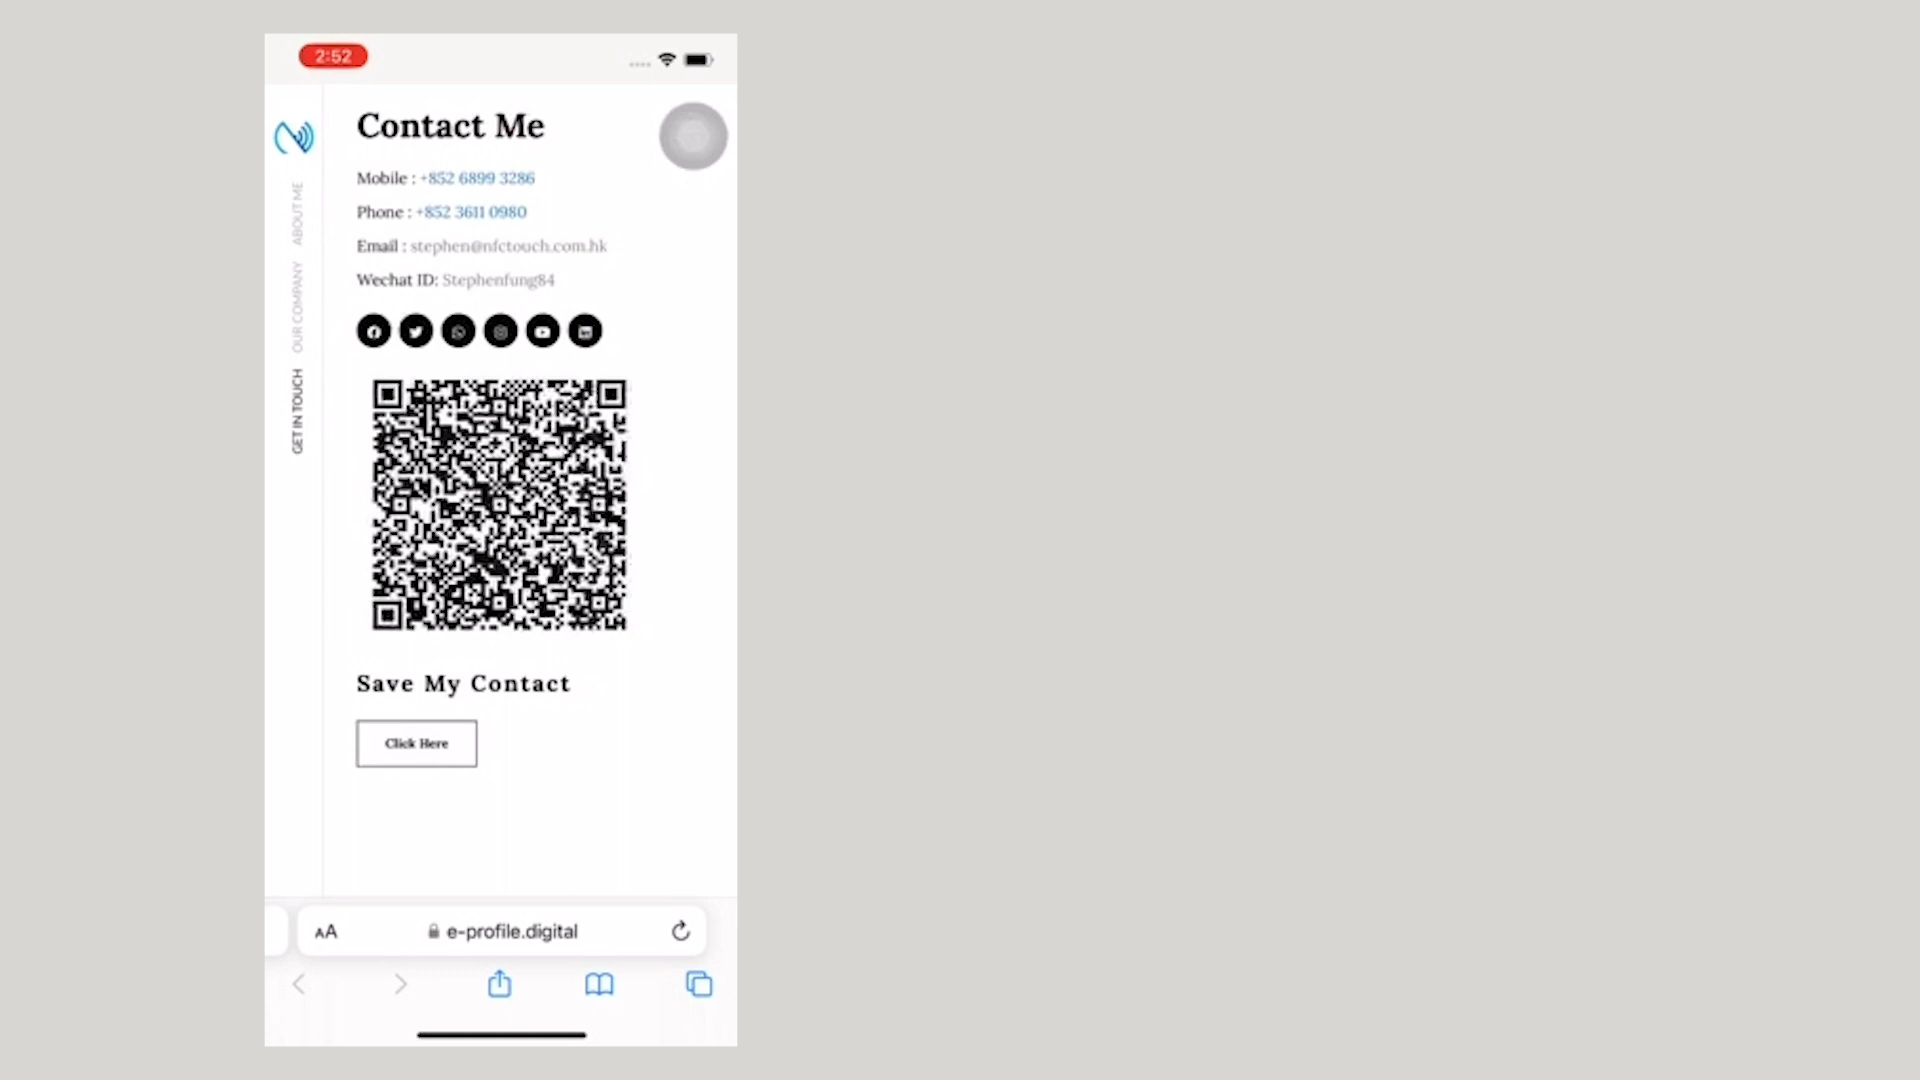 2:52
Contact Me
Mobile : +852 6899 3286
Phone : +852 3611 0980
Email : stephen@nfctouch.com.hk
Wechat ID: Stephenfung84
ABOUT ME
OUR COMPANY
GET IN TOUCH
Save My Contact
Click Here
AA
e-profile.digital